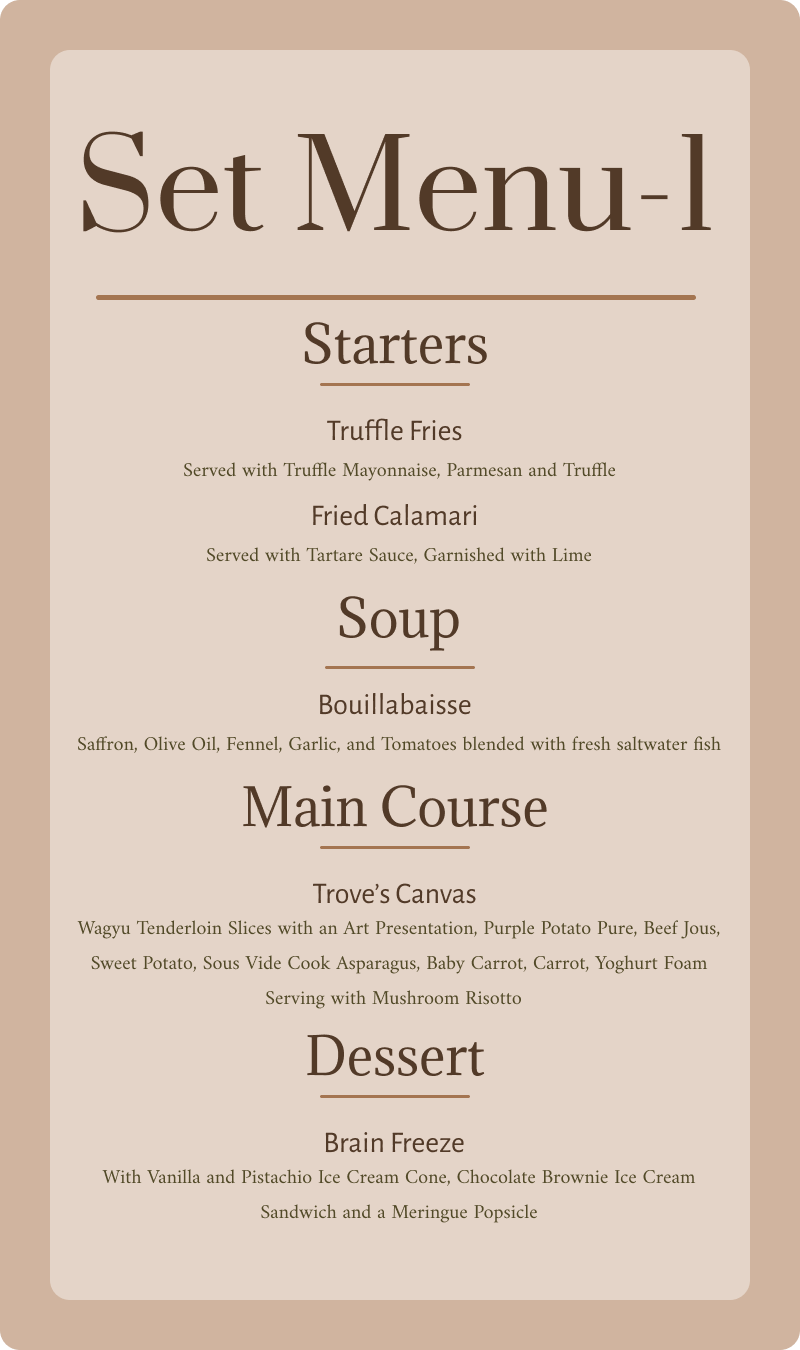 Set Menu-l
Starters
Truffle Fries
Served with Truffle Mayonnaise, Parmesan and Truffle
Fried Calamari
Served with Tartare Sauce, Garnished with Lime
Soup
Bouillabaisse
Saffron, Olive Oil, Fennel, Garlic, and Tomatoes blended with fresh saltwater fish
Main Course
Trove’s Canvas
Wagyu Tenderloin Slices with an Art Presentation, Purple Potato Pure, Beef Jous,
Sweet Potato, Sous Vide Cook Asparagus, Baby Carrot, Carrot, Yoghurt Foam
Serving with Mushroom Risotto
Dessert
Brain Freeze
With Vanilla and Pistachio Ice Cream Cone, Chocolate Brownie Ice Cream
Sandwich and a Meringue Popsicle